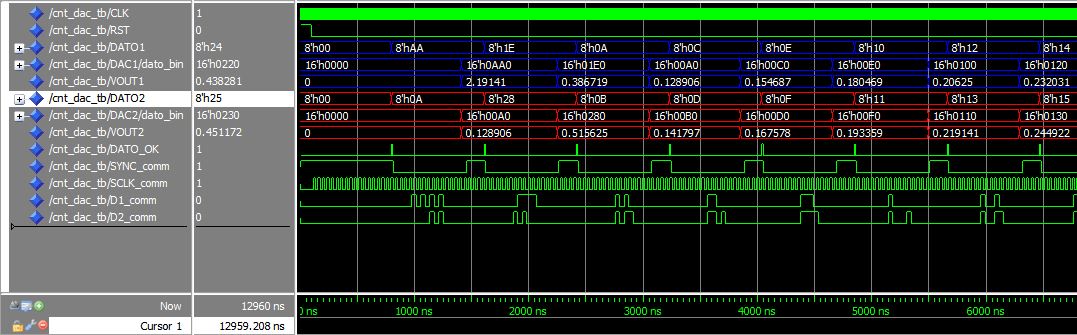 /cnt_dac_tb/CLK 1
/cnt_dac_tb/RST 0
/cnt_dac_tb/DATO1 8'h24 8'h00 8'hAA 8'h1E 8'h0A 8'h0C 8'h0E 8'h10 8'h12 8'h14
/cnt_dac_tb/DAC1/dato_bin 16'h0220 16'h0000 16'h0AA0 16'h01E0 16'h00A0 16'h00C0 16'h00E0 16'h0100 16'h0120
/cnt_dac_tb/VOUT1 0.438281 0 2.19141 0.386719 0.128906 0.154687 0.180469 0.20625 0.232031
/cnt_dac_tb/DATO2 8'h25 8'h00 8'h0A 8'h28 8'h0B 8'h0D 8'h0F 8'h11 8'h13 8'h15
/cnt_dac_tb/DAC2/dato_bin 16'h0230 16'h0000 16'h00A0 16'h0280 16'h00B0 16'h00D0 16'h00F0 16'h0110 16'h0130
/cnt_dac_tb/VOUT2 0.451172 0 0.128906 0.515625 0.141797 0.167578 0.193359 0.219141 0.244922
/cnt_dac_tb/DATO_OK 1
/cnt_dac_tb/SYNC_comm 1
/cnt_dac_tb/SCLK_comm 1
/cnt_dac_tb/D1_comm 0
/cnt_dac_tb/D2_comm 0
Now 12960 ns 0 ns 1000 ns 2000 ns 3000 ns 4000 ns 5000 ns 6000 ns
Cursor 1 12959.208 ns